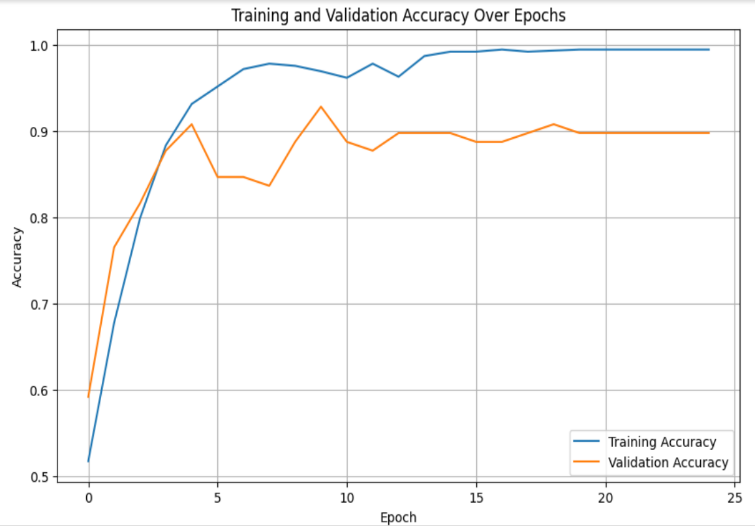 Training and Validation Accuracy Over Epochs
1.0
0.9
0.8
0.7
0.6
0.5
Accuracy
0 5 10 15 20 25
Epoch
Training Accuracy
Validation Accuracy